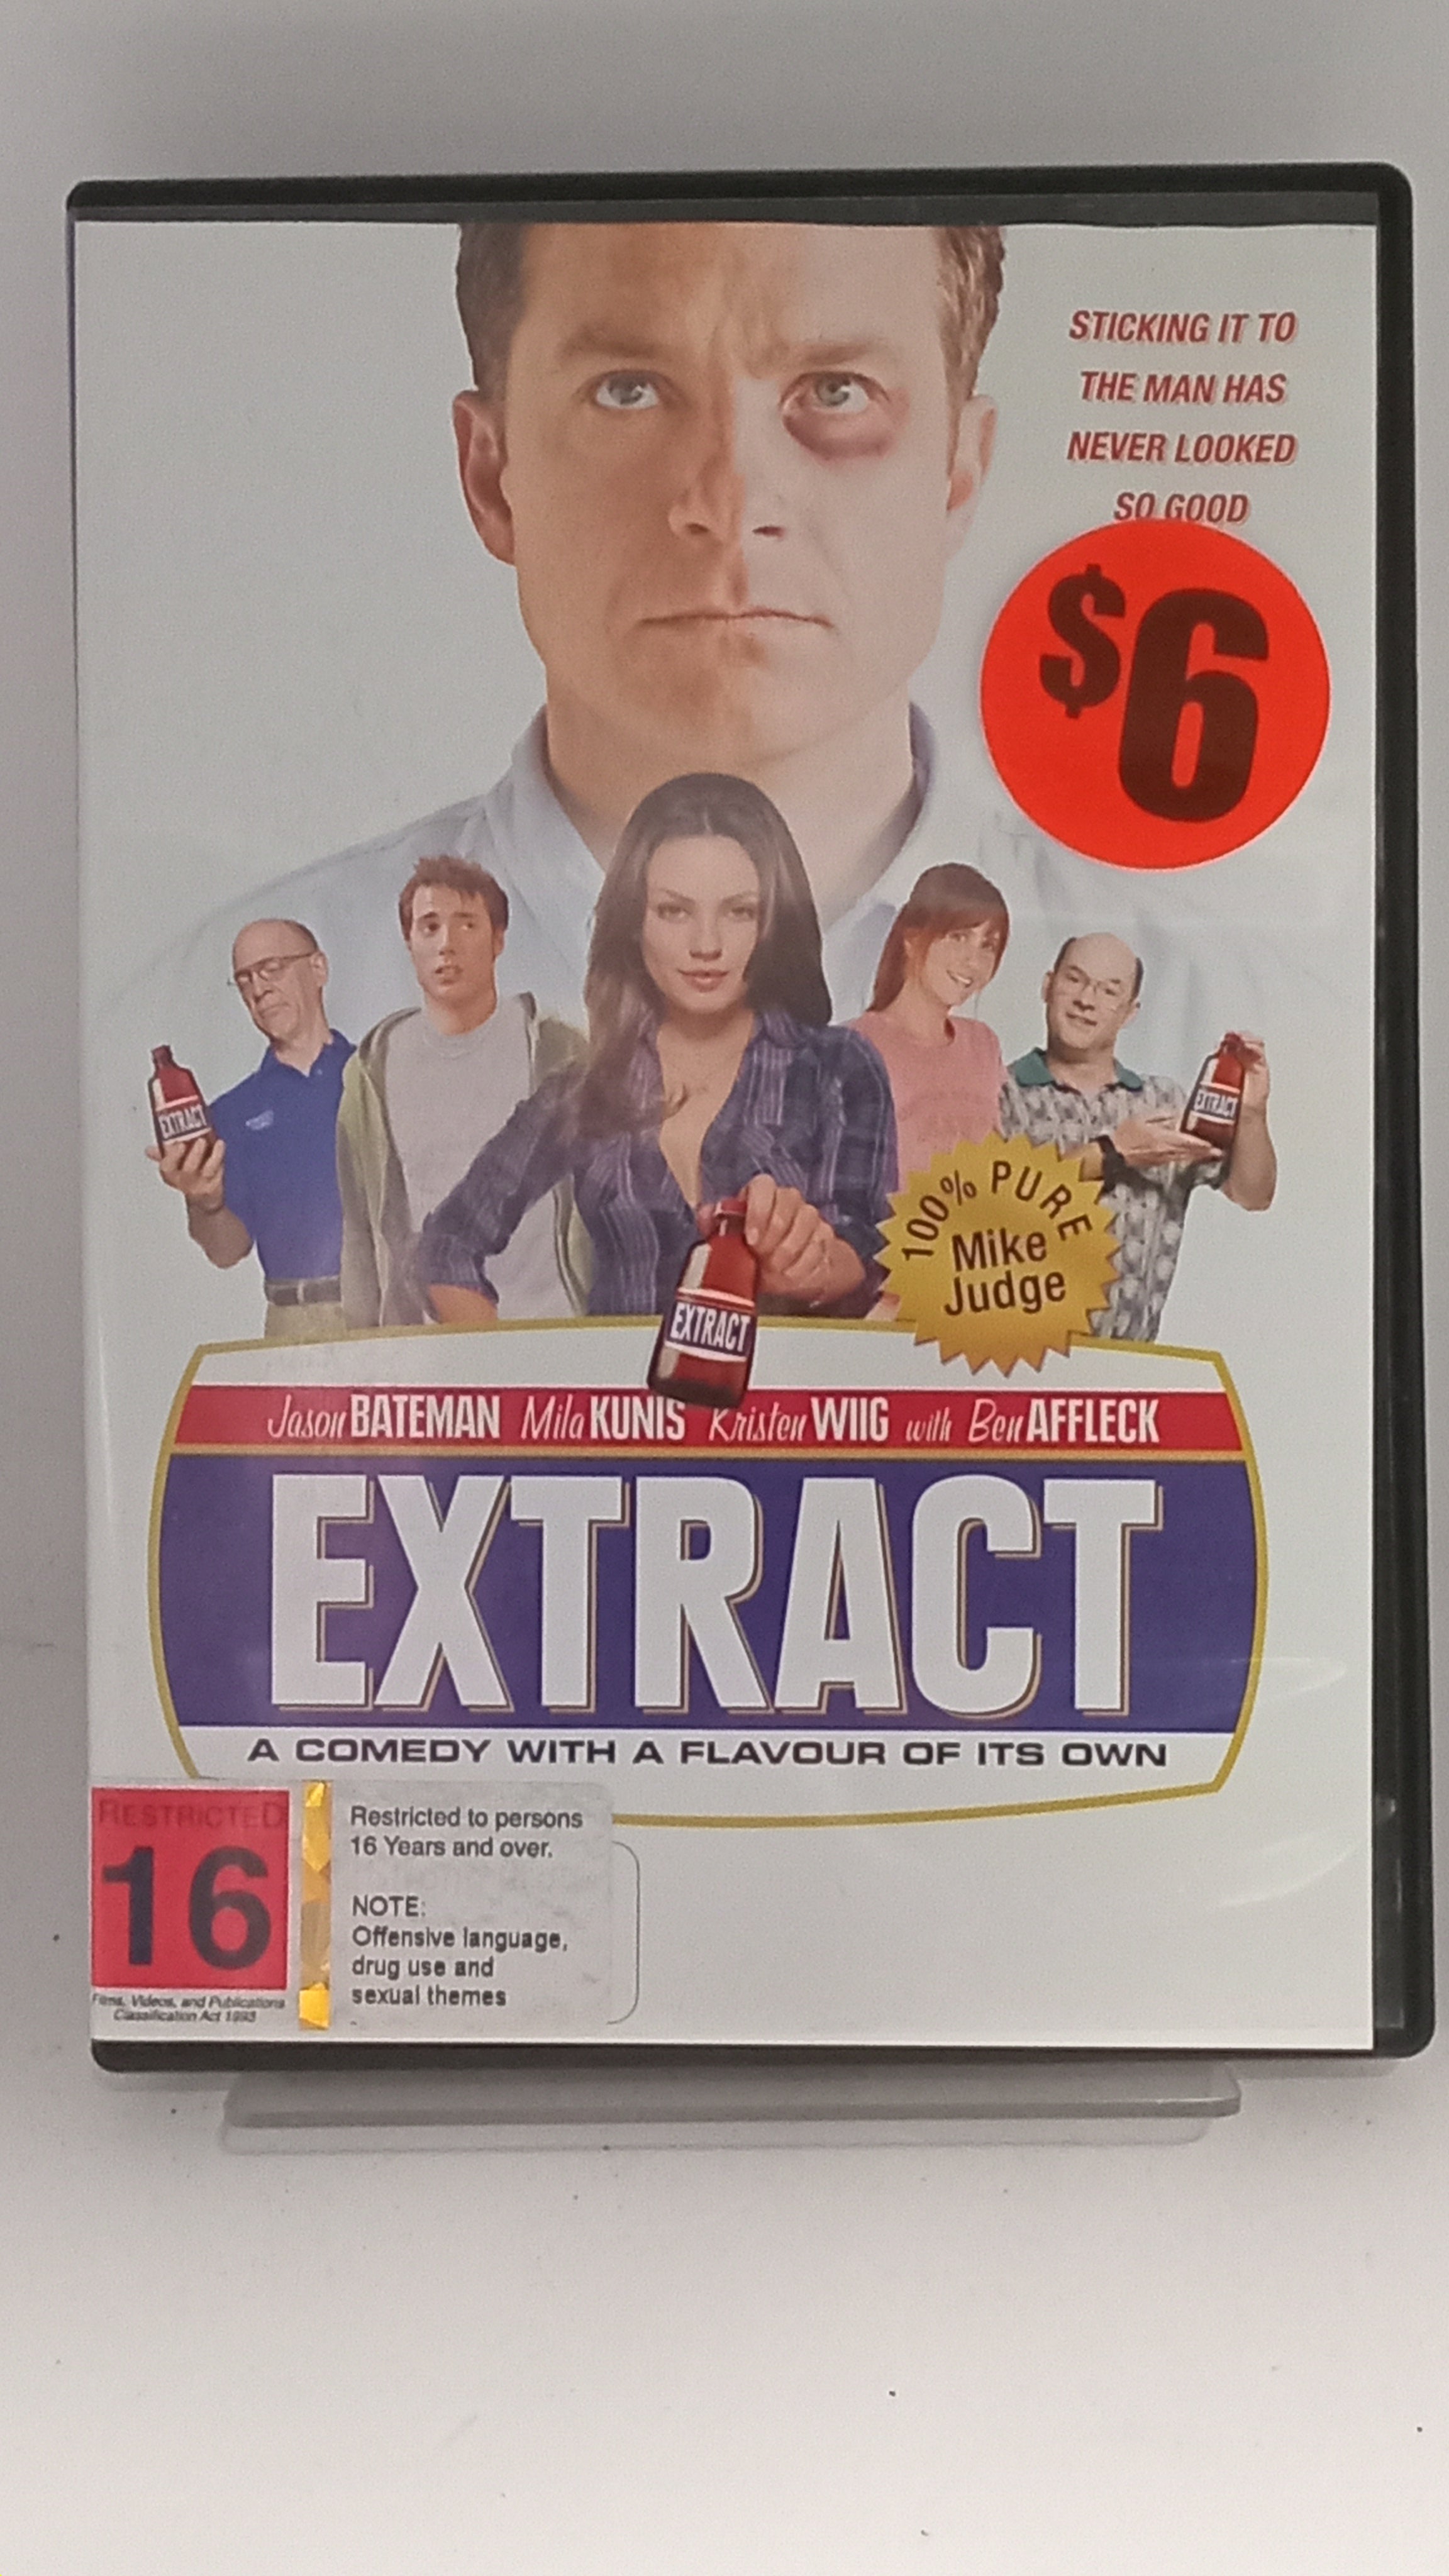 STICKING IT TO
THE MAN HAS
NEVER LOOKED
SO GOOD
$6
EXTRACT
EXTRACT
100% PURE
Mike
Judge
EXTRACT
Jason BATEMAN Mila KUNIS Kristen WIIG with Ben AFFLECK
EXTRACT
A COMEDY WITH A FLAVOUR OF ITS OWN
RESTRICTED
16
Films, Videos, and Publications
Classification Act 1993
Restricted to persons
16 Years and over.
NOTE:
Offensive language,
drug use and
sexual themes